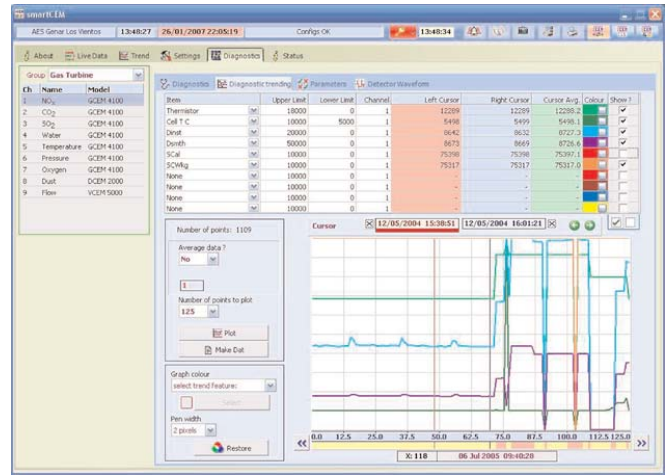 smartCEM
AES Genar Los Vientos 13:48:27 26/01/2007 22:05:19 Configs OK 13:48:34
About Live Data Trend Settings Diagnostics Status
Group Gas Turbine
Ch Name Model
1 NO2 GCEM 4100
2 CO2 GCEM 4100
3 SO2 GCEM 4100
4 Water GCEM 4100
5 Temperature GCEM 4100
6 Pressure GCEM 4100
7 Oxygen GCEM 4100
8 Dust DCEM 2000
9 Flow VCEM 5000
Diagnostics Diagnostic trending Parameters Detector Waveform
Item Upper Limit Lower Limit Channel Left Cursor Right Cursor Cursor Avg. Colour Show ?
Thermistor 18000 0 1 12289 12289 12288.2
Cell T C 10000 5000 1 5498 5499 5498.1
Dinst 20000 0 1 8642 8632 8727.3
Dsmth 50000 0 1 8673 8669 8726.6
SCal 10000 0 1 75398 75398 75397.1
SCWkg 10000 0 1 75317 75317 75317.0
None 10000 0 1 - - -
None 10000 0 1 - - -
None 10000 0 1 - - -
None 10000 0 1 - - -
Number of points: 1109
Cursor 12/05/2004 15:38:51 12/05/2004 16:01:21
Average data ?
No
1
Number of points to plot
125
Plot
Make Dat
Graph colour
select trend feature:
Select
Pen width
2 pixels
Restore
0.0 12.5 25.0 37.5 50.0 62.5 75.0 87.5 100.0 112.5 125.0
X: 118 06 Jul 2005 09:40:20